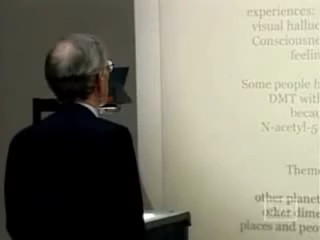 experiences:
visual halluc
Consciousne
feelin
Some people h
DMT with
becau
N-acetyl-5
Theme
other planet
other dime
places and peo